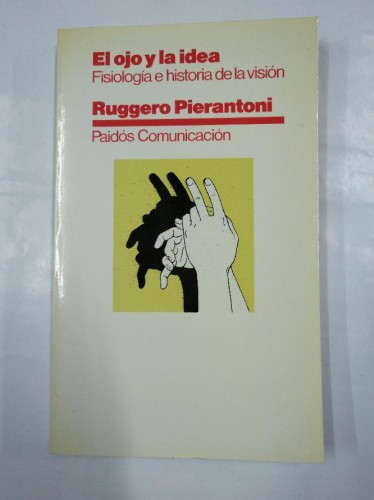 El ojo y la idea
Fisiología e historia de la visión
Ruggero Pierantoni
Paidós Comunicación